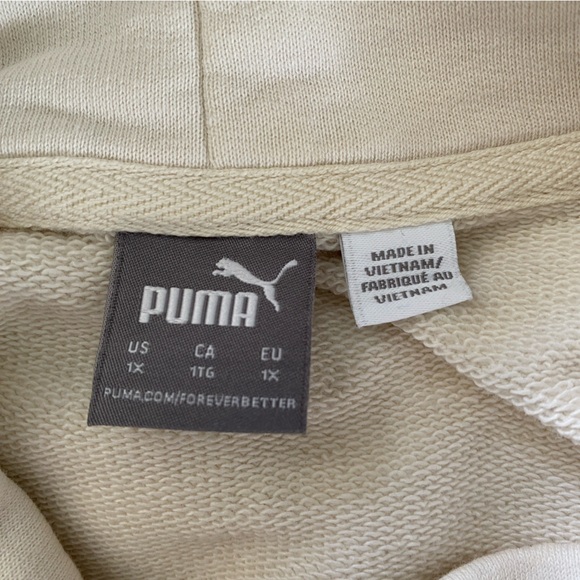 PUMA
US CA EU
1X 1TG 1X
PUMA.COM/FOREVERBETTER
MADE IN
VIETNAM/
FABRIQUÉ AU
VIETNAM